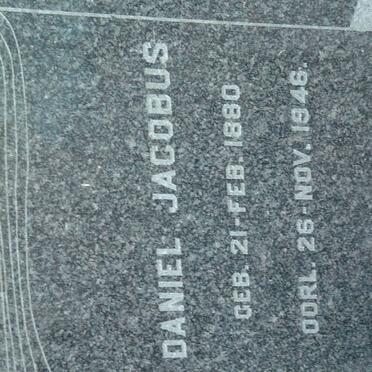 DANIEL JACOBUS
GEB. 21-FEB. 1880
OORL. 26-NOV. 1946.